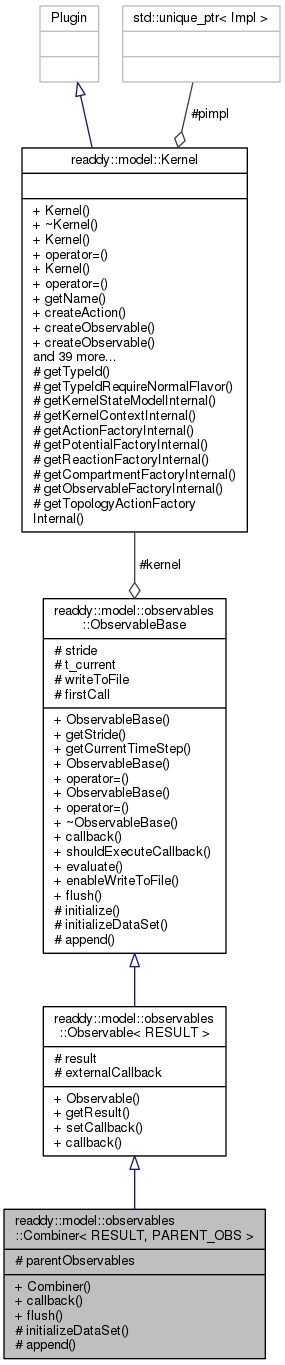 Plugin
std::unique_ptr< Impl >
#pimpl
readdy::model::Kernel
+ Kernel()
+ ~Kernel()
+ Kernel()
+ operator=()
+ Kernel()
+ operator=()
+ getName()
+ createAction()
+ createObservable()
+ createObservable()
and 39 more...
# getTypeId()
# getTypeIdRequireNormalFlavor()
# getKernelStateModelInternal()
# getKernelContextInternal()
# getActionFactoryInternal()
# getPotentialFactoryInternal()
# getReactionFactoryInternal()
# getCompartmentFactoryInternal()
# getObservableFactoryInternal()
# getTopologyActionFactory
Internal()
#kernel
readdy::model::observables
::ObservableBase
# stride
# t_current
# writeToFile
# firstCall
+ ObservableBase()
+ getStride()
+ getCurrentTimeStep()
+ ObservableBase()
+ operator=()
+ ObservableBase()
+ operator=()
+ ~ObservableBase()
+ callback()
+ shouldExecuteCallback()
+ evaluate()
+ enableWriteToFile()
+ flush()
# initialize()
# initializeDataSet()
# append()
readdy::model::observables
::Observable< RESULT >
# result
# externalCallback
+ Observable()
+ getResult()
+ setCallback()
+ callback()
readdy::model::observables
::Combiner< RESULT, PARENT_OBS >
# parentObservables
+ Combiner()
+ callback()
+ flush()
# initializeDataSet()
# append()